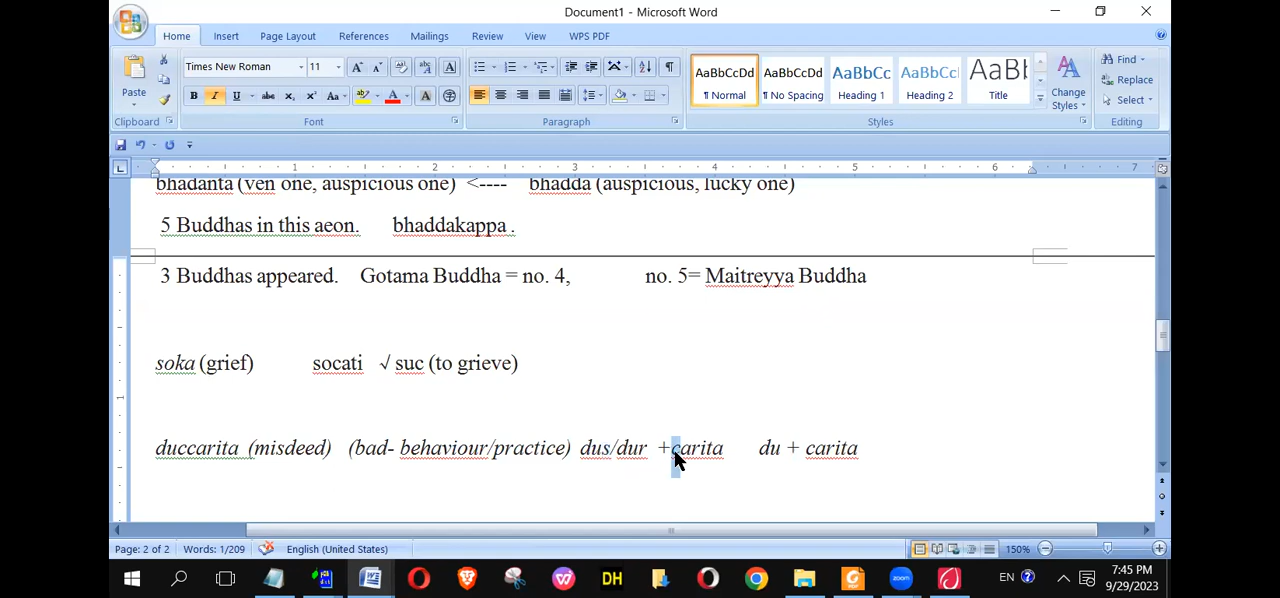 Document1 - Microsoft Word
Home Insert Page Layout References Mailings Review View WPS PDF
Times New Roman 11
AaBbCcDd AaBbCcDd AaBbCc AaBbCc AaBb
Paste
¶ Normal ¶ No Spacing Heading 1 Heading 2 Title
Change Styles
Find
Replace
Select
Clipboard Font Paragraph Styles Editing
bhadanta (ven one, auspicious one) <---- bhadda (auspicious, lucky one)
5 Buddhas in this aeon. bhaddakappa .
3 Buddhas appeared. Gotama Buddha = no. 4, no. 5= Maitreyya Buddha
soka (grief) socati √ suc (to grieve)
duccarita (misdeed) (bad- behaviour/practice) dus/dur +carita du + carita
Page: 2 of 2 Words: 1/209 English (United States) 150%
DH zoom EN 7:45 PM
9/29/2023